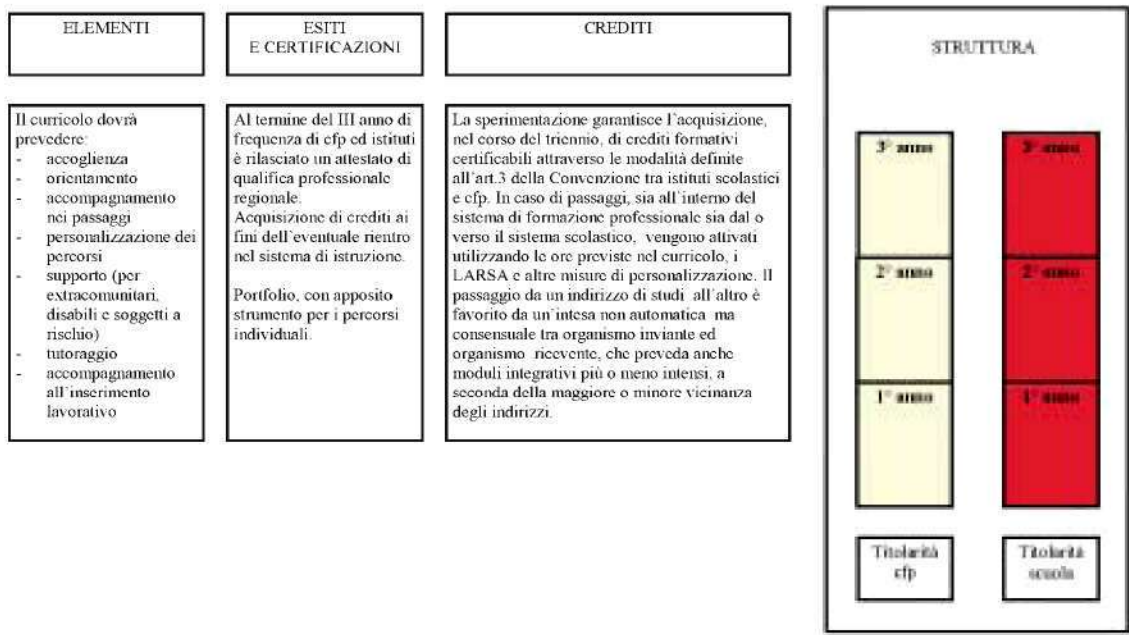 ELEMENTI
Il curricolo dovrà
prevedere:
- accoglienza
- orientamento
- accompagnamento
nei passaggi
- personalizzazione dei
percorsi
- supporto (per
extracomunitari,
disabili e soggetti a
rischio)
- tutoraggio
- accompagnamento
all'inserimento
lavorativo
ESITI
E CERTIFICAZIONI
Al termine del III anno di
frequenza di cfp ed istituti
è rilasciato un attestato di
qualifica professionale
regionale.
Acquisizione di crediti ai
fini dell'eventuale rientro
nel sistema di istruzione.
Portfolio, con apposito
strumento per i percorsi
individuali.
CREDITI
La sperimentazione garantisce l'acquisizione,
nel corso del triennio, di crediti formativi
certificabili attraverso le modalità definite
all'art.3 della Convenzione tra istituti scolastici
e cfp. In caso di passaggi, sia all'interno del
sistema di formazione professionale sia dal o
verso il sistema scolastico, vengono attivati
utilizzando le ore previste nel curricolo, i
LARSA e altre misure di personalizzazione. Il
passaggio da un indirizzo di studi all'altro è
favorito da un'intesa non automatica ma
consensuale tra organismo inviante ed
organismo ricevente, che preveda anche
moduli integrativi più o meno intensi, a
seconda della maggiore o minore vicinanza
degli indirizzi.
STRUTTURA
3° anno
2° anno
1° anno
Titolarità
cfp
3° anno
2° anno
1° anno
Titolarità
scuola